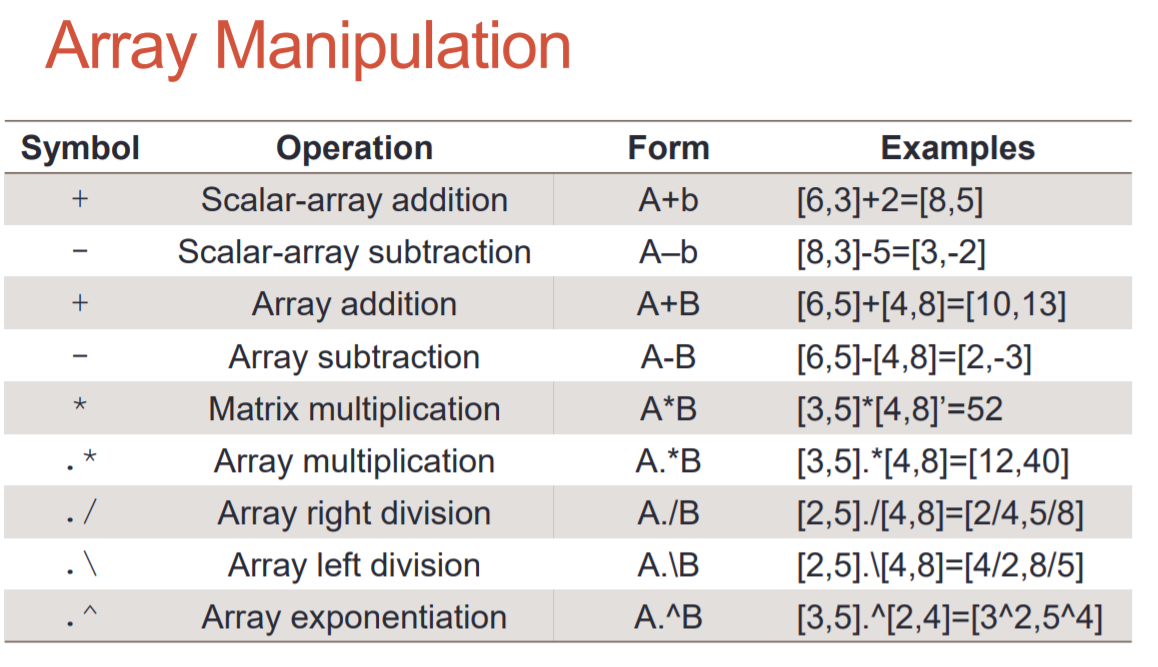 Array Manipulation
Symbol Operation Form Examples
+ Scalar-array addition A+b [6,3]+2=[8,5]
− Scalar-array subtraction A–b [8,3]-5=[3,-2]
+ Array addition A+B [6,5]+[4,8]=[10,13]
− Array subtraction A-B [6,5]-[4,8]=[2,-3]
* Matrix multiplication A*B [3,5]*[4,8]’=52
.* Array multiplication A.*B [3,5].*[4,8]=[12,40]
./ Array right division A./B [2,5]./[4,8]=[2/4,5/8]
.\ Array left division A.\B [2,5].\[4,8]=[4/2,8/5]
.^ Array exponentiation A.^B [3,5].^[2,4]=[3^2,5^4]